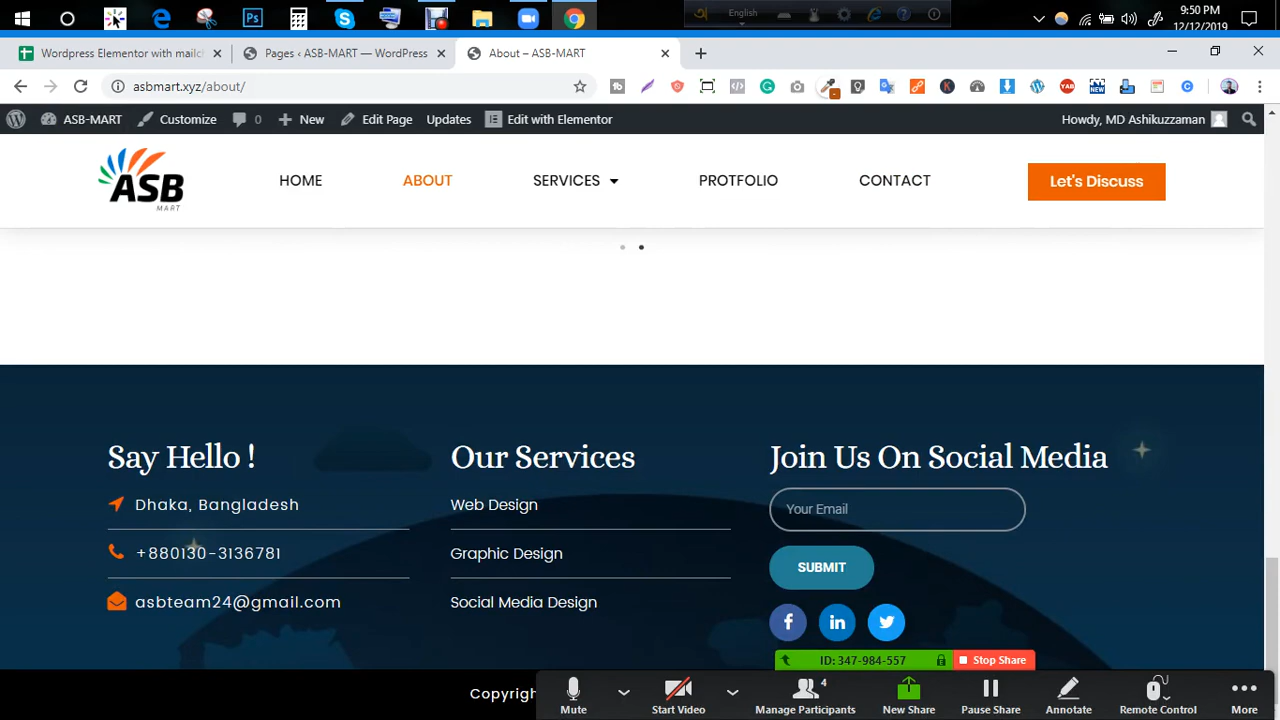 English
9:50 PM
12/12/2019
Wordpress Elementor with mailc
Pages ‹ ASB-MART — WordPress
About – ASB-MART
asbmart.xyz/about/
ASB-MART
Customize
0
New
Edit Page
Updates
Edit with Elementor
Howdy, MD Ashikuzzaman
ASB
MART
HOME
ABOUT
SERVICES
PROTFOLIO
CONTACT
Let's Discuss
Say Hello !
Dhaka, Bangladesh
+880130-3136781
asbteam24@gmail.com
Our Services
Web Design
Graphic Design
Social Media Design
Join Us On Social Media
Your Email
SUBMIT
ID: 347-984-557
Stop Share
Copyrigh
Mute
Start Video
4
Manage Participants
New Share
Pause Share
Annotate
Remote Control
More